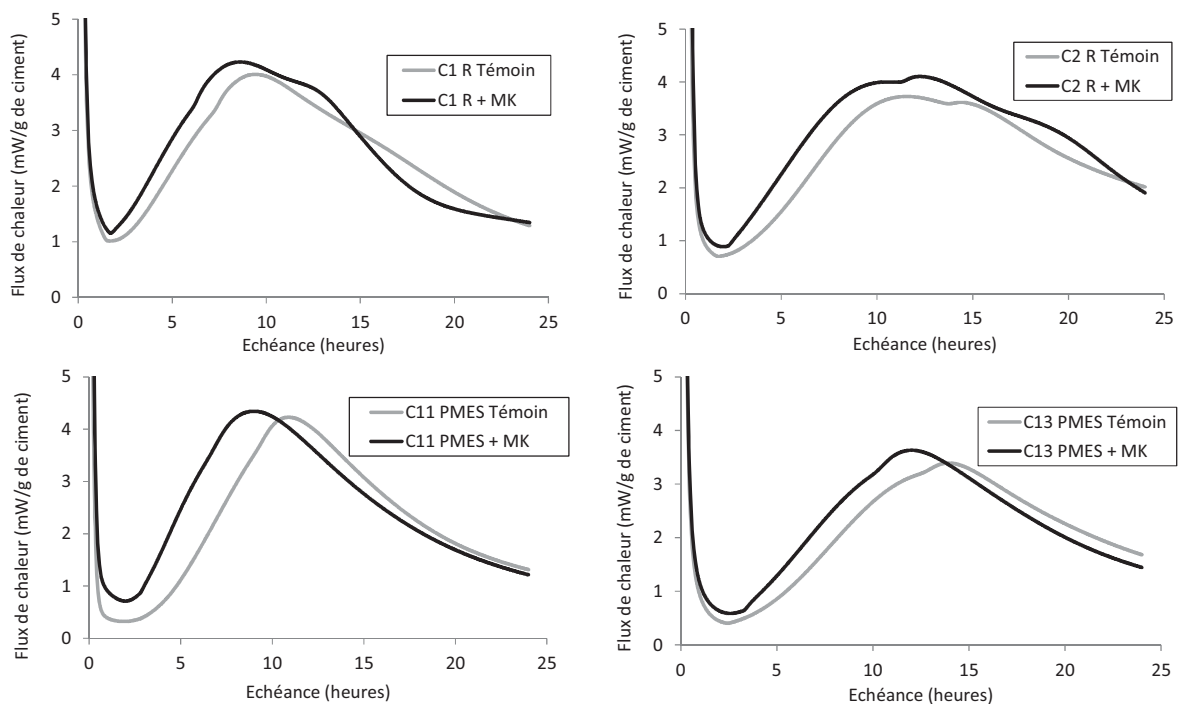 Flux de chaleur (mW/g de ciment)
5
4
3
2
1
0
C1 R Témoin
C1 R + MK
0 5 10 15 20 25
Echéance (heures)
Flux de chaleur (mW/g de ciment)
5
4
3
2
1
0
C2 R Témoin
C2 R + MK
0 5 10 15 20 25
Echéance (heures)
Flux de chaleur (mW/g de ciment)
5
4
3
2
1
0
C11 PMES Témoin
C11 PMES + MK
0 5 10 15 20 25
Echéance (heures)
Flux de chaleur (mW/g de ciment)
5
4
3
2
1
0
C13 PMES Témoin
C13 PMES + MK
0 5 10 15 20 25
Echéance (heures)